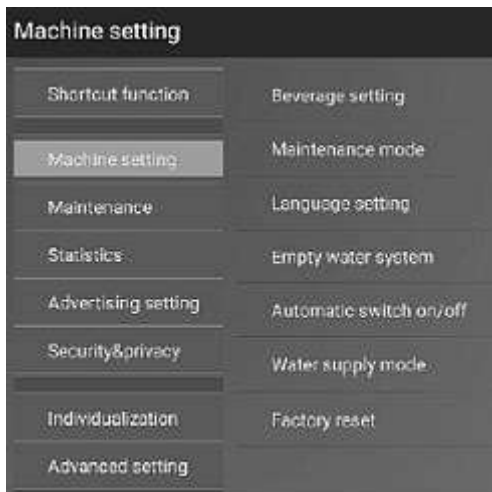 Machine setting
Shortcut function
Machine setting
Maintenance
Statistics
Advertising setting
Security&privacy
Individualization
Advanced setting
Beverage setting
Maintenance mode
Language setting
Empty water system
Automatic switch on/off
Water supply mode
Factory reset